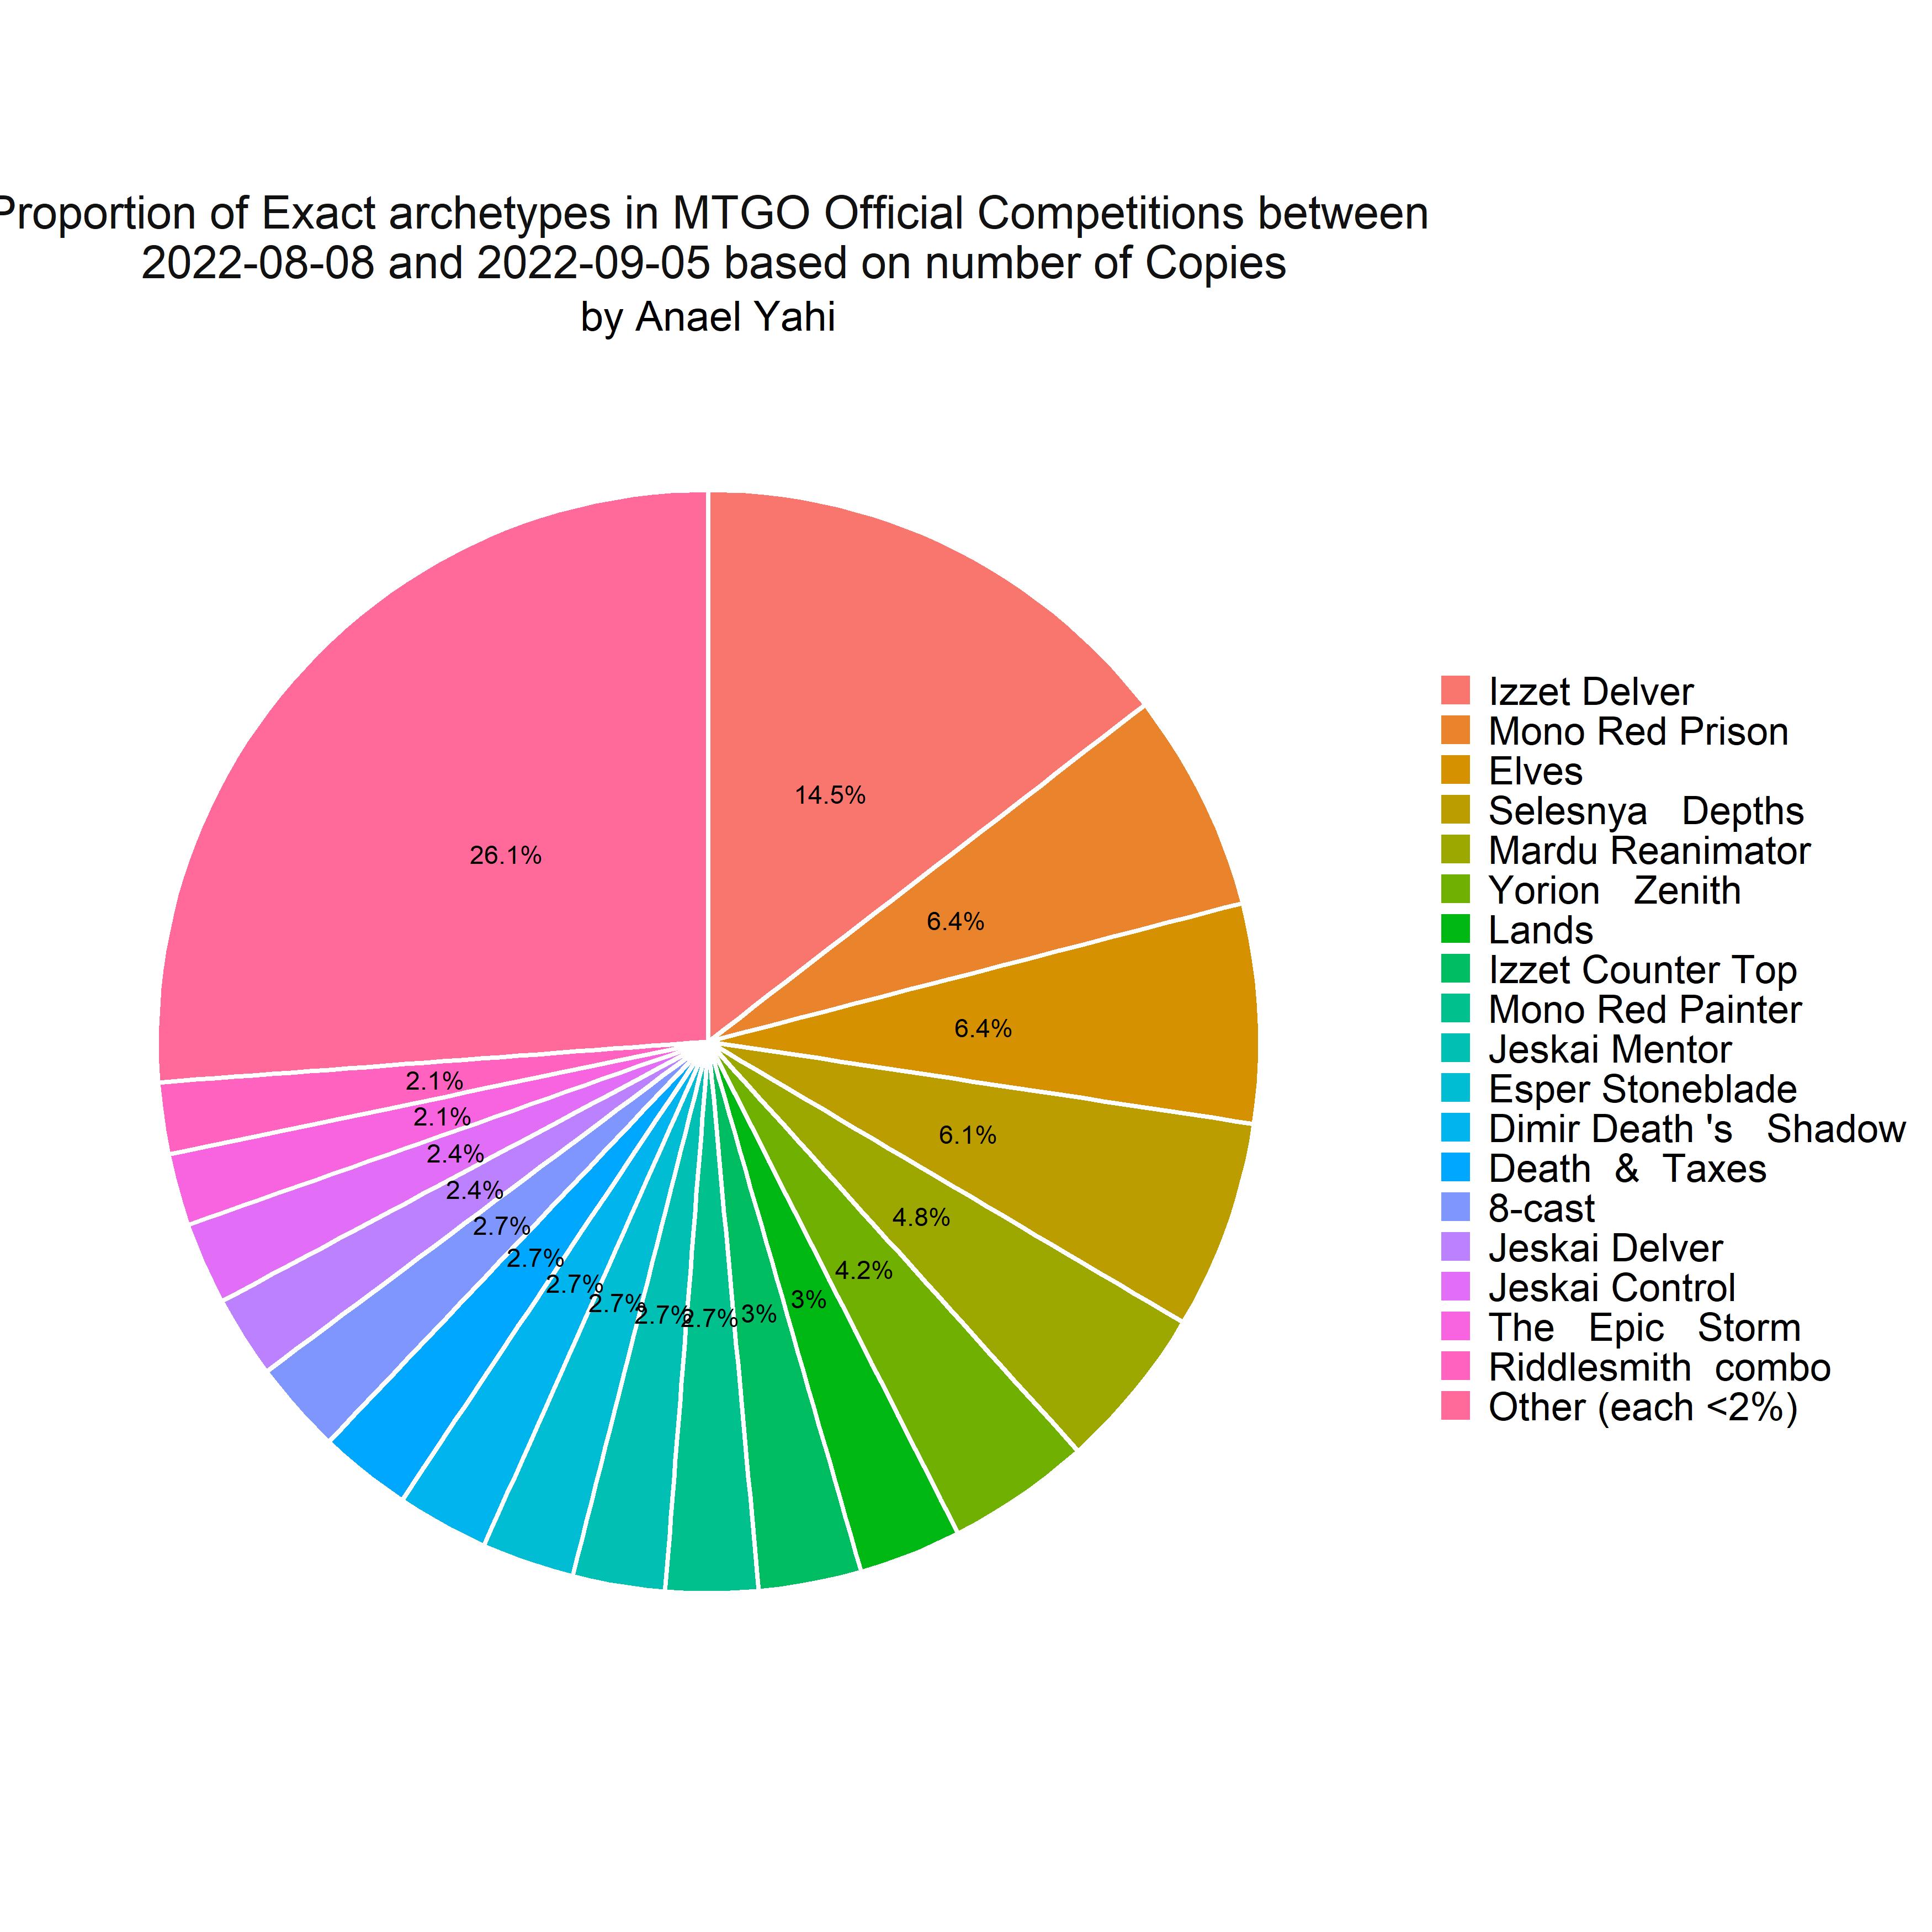 Proportion of Exact archetypes in MTGO Official Competitions between
2022-08-08 and 2022-09-05 based on number of Copies
by Anael Yahi
14.5%
6.4%
6.4%
6.1%
4.8%
4.2%
3%
3%
2.7%
2.7%
2.7%
2.7%
2.7%
2.7%
2.4%
2.4%
2.1%
2.1%
26.1%
Izzet Delver
Mono Red Prison
Elves
Selesnya Depths
Mardu Reanimator
Yorion Zenith
Lands
Izzet Counter Top
Mono Red Painter
Jeskai Mentor
Esper Stoneblade
Dimir Death 's Shadow
Death & Taxes
8-cast
Jeskai Delver
Jeskai Control
The Epic Storm
Riddlesmith combo
Other (each <2%)